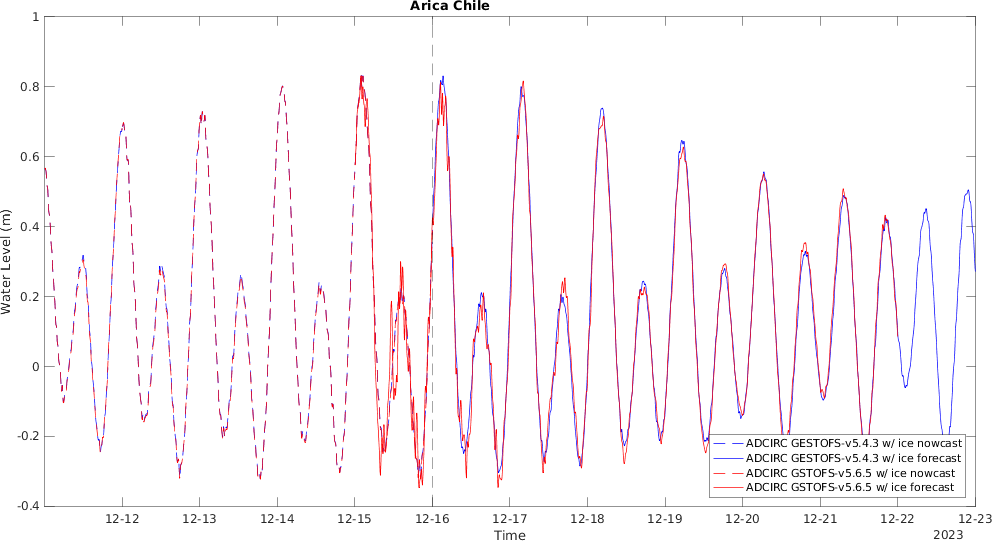 Arica Chile
1
0.8
0.6
0.4
0.2
0
-0.2
-0.4
Water Level (m)
12-12 12-13 12-14 12-15 12-16 12-17 12-18 12-19 12-20 12-21 12-22 12-23
Time
2023
ADCIRC GESTOFS-v5.4.3 w/ ice nowcast
ADCIRC GESTOFS-v5.4.3 w/ ice forecast
ADCIRC GSTOFS-v5.6.5 w/ ice nowcast
ADCIRC GSTOFS-v5.6.5 w/ ice forecast